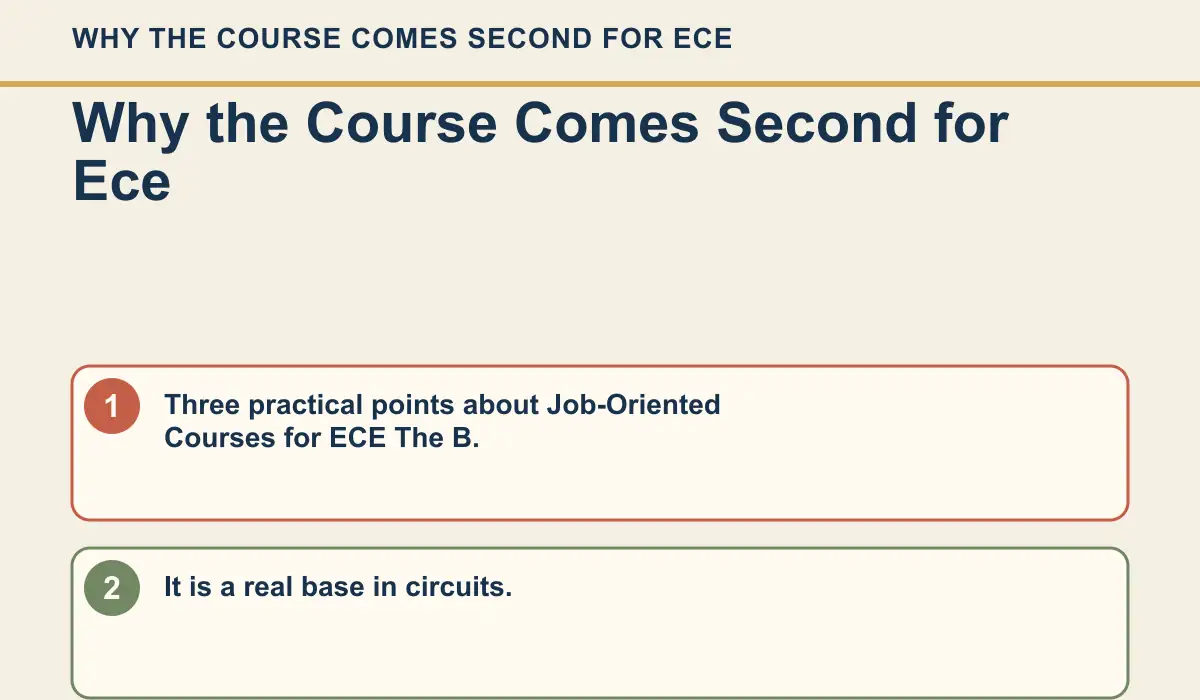 WHY THE COURSE COMES SECOND FOR ECE
Why the Course Comes Second for
Ece
1
Three practical points about Job-Oriented
Courses for ECE The B.
2
It is a real base in circuits.